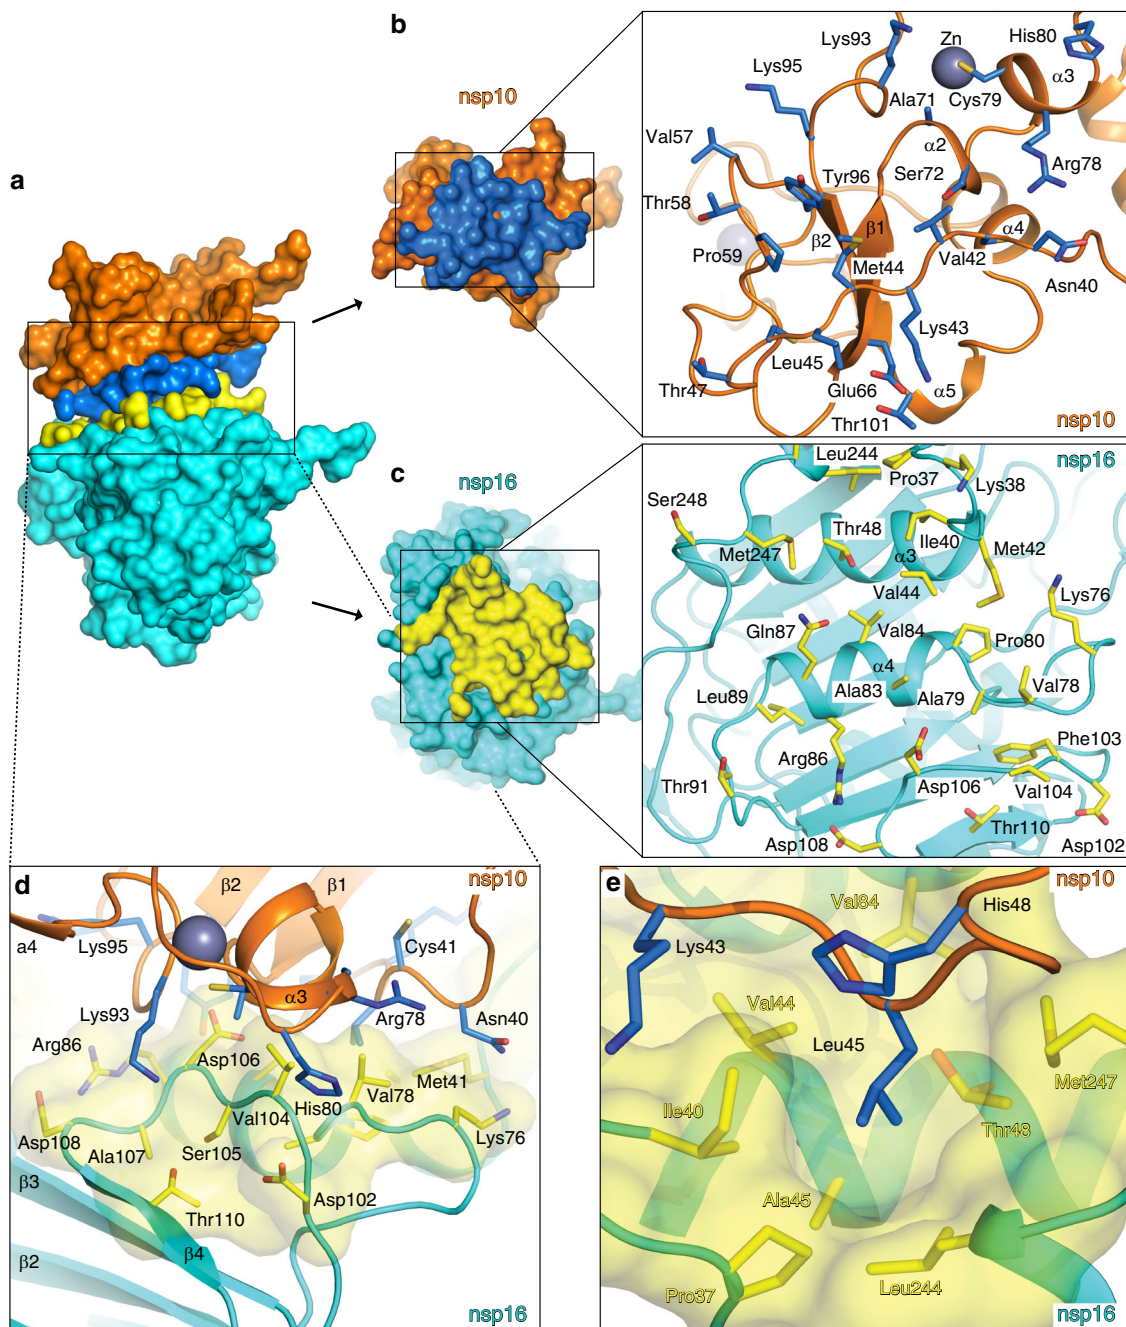 a
b
nsp10
Lys93
Zn
His80
Lys95
α3
Ala71
Cys79
Val57
α2
Arg78
Tyr96
Ser72
Thr58
β2
β1
α4
Pro59
Met44
Val42
Asn40
Lys43
Leu45
Thr47
Glu66
α5
Thr101
nsp10
c
nsp16
Leu244
nsp16
Pro37
Lys38
Ser248
Thr48
Ile40
Met247
α3
Met42
Val44
Lys76
Gln87
Val84
Pro80
α4
Ala83
Ala79
Val78
Leu89
Arg86
Phe103
Thr91
Asp106
Val104
Thr110
Asp108
Asp102
d
β2
β1
nsp10
a4
Lys95
Cys41
α3
Lys93
Arg78
Asn40
Arg86
Asp106
Met41
Val78
His80
Val104
Asp108
Lys76
Ala107
Ser105
β3
Asp102
Thr110
β4
β2
nsp16
e
nsp10
Val84
His48
Lys43
Val44
Leu45
Met247
Ile40
Thr48
Ala45
Leu244
Pro37
nsp16